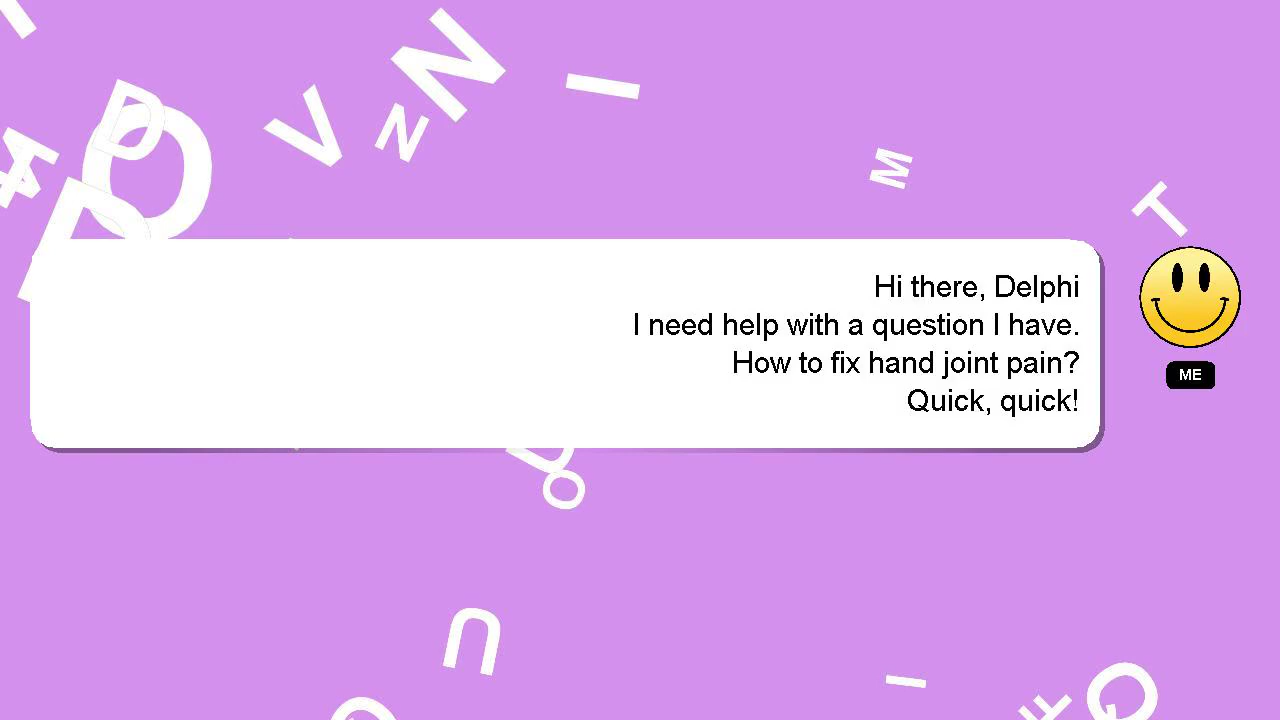 Hi there, Delphi
I need help with a question I have.
How to fix hand joint pain?
Quick, quick!
ME